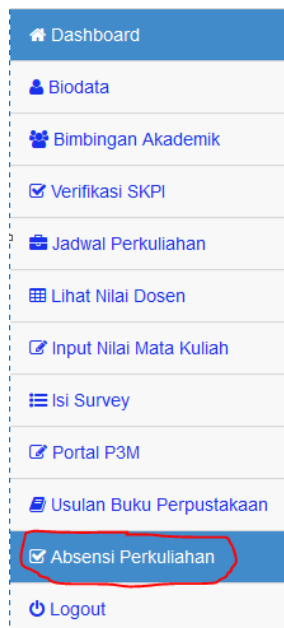 Dashboard
Biodata
Bimbingan Akademik
Verifikasi SKPI
Jadwal Perkuliahan
Lihat Nilai Dosen
Input Nilai Mata Kuliah
Isi Survey
Portal P3M
Usulan Buku Perpustakaan
Absensi Perkuliahan
Logout